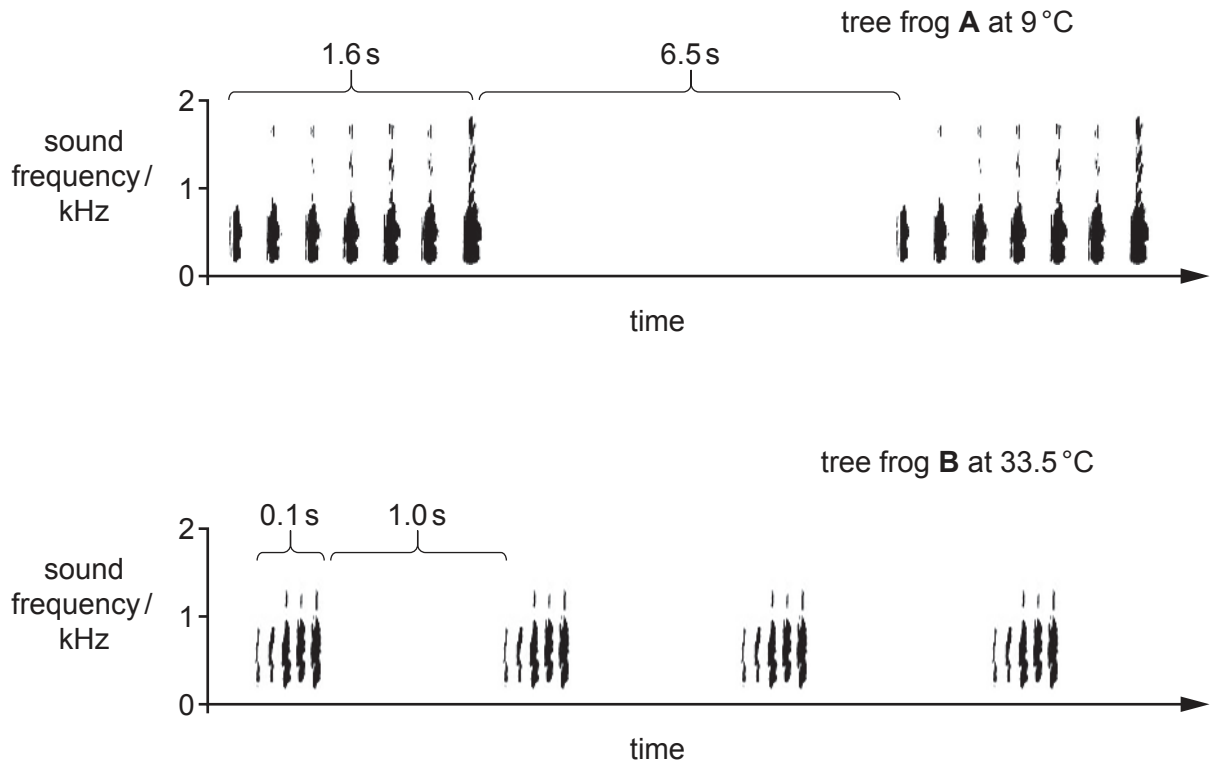 tree frog A at 9 °C
1.6 s
6.5 s
2
sound
frequency /
kHz
1
0
time
tree frog B at 33.5 °C
0.1 s
1.0 s
2
sound
frequency /
kHz
1
0
time